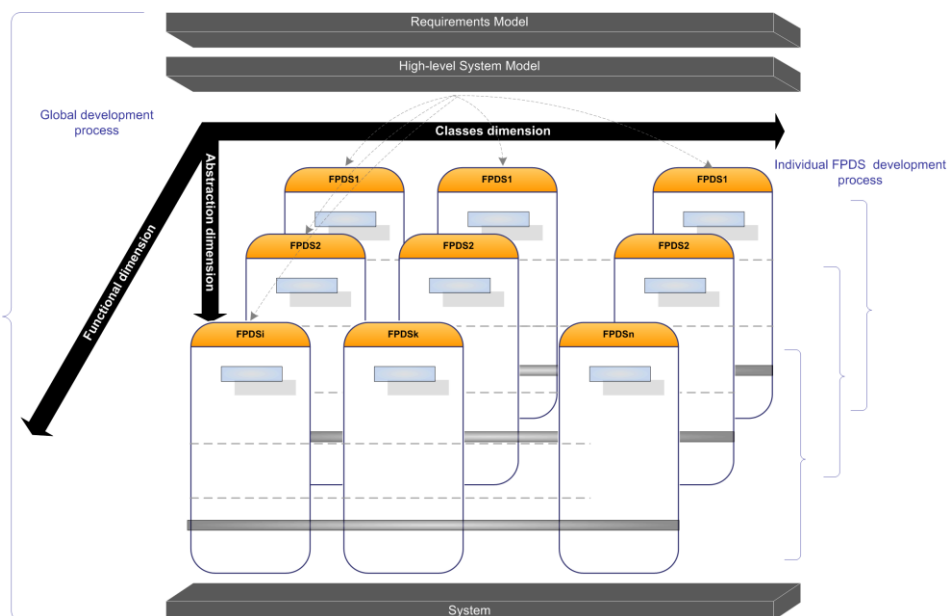 Requirements Model
High-level System Model
Global development
process
Classes dimension
Abstraction dimension
Functional dimension
Individual FPDS development
process
FPDS1
FPDS1
FPDS1
FPDS2
FPDS2
FPDS2
FPDSi
FPDSk
FPDSn
System